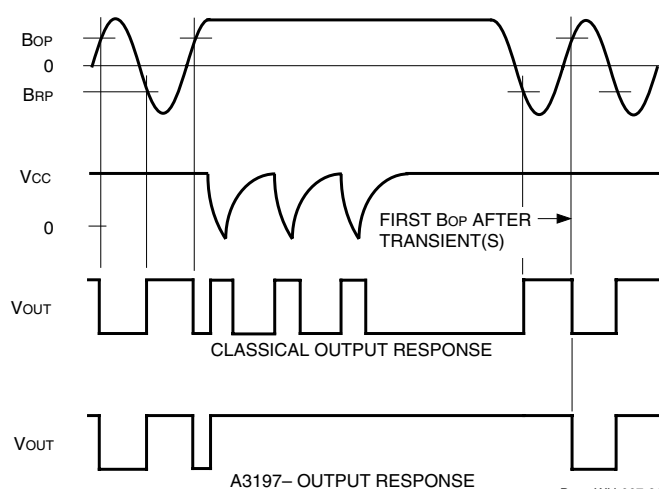 BOP
0
BRP
VCC
0
FIRST BOP AFTER
TRANSIENT(S)
VOUT
CLASSICAL OUTPUT RESPONSE
VOUT
A3197– OUTPUT RESPONSE